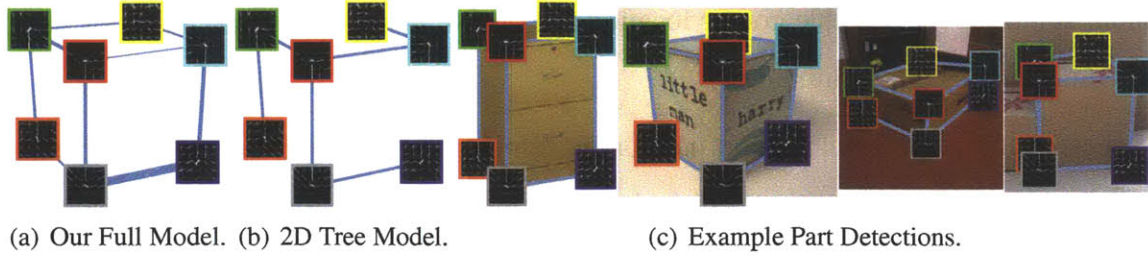 little
man
harry
(a) Our Full Model. (b) 2D Tree Model. (c) Example Part Detections.